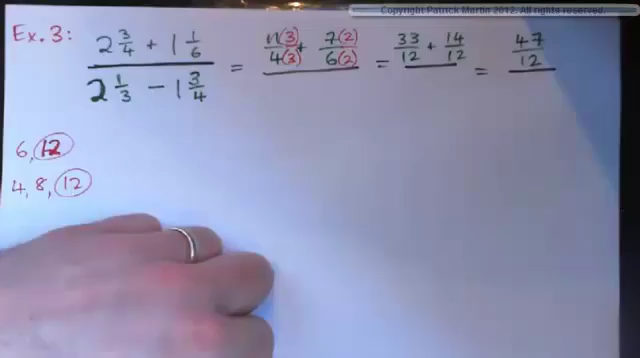 Copyright Patrick Martin 2012. All rights reserved.
Ex. 3:
2 3/4 + 1 1/6 = 11(3)/4(3) + 7(2)/6(2) = 33/12 + 14/12 = 47/12
2 1/3 - 1 3/4
6, 12
4, 8, 12